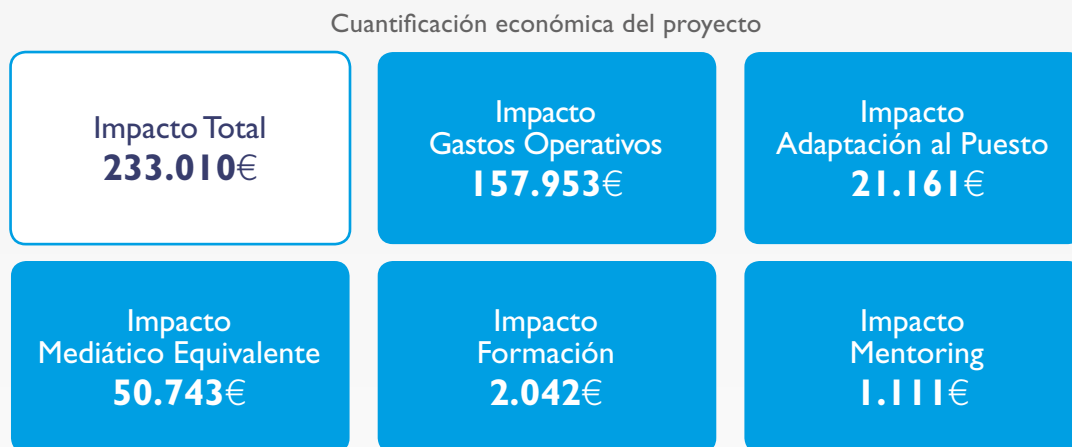 Cuantificación económica del proyecto
Impacto Total
233.010€
Impacto
Gastos Operativos
157.953€
Impacto
Adaptación al Puesto
21.161€
Impacto
Mediático Equivalente
50.743€
Impacto
Formación
2.042€
Impacto
Mentoring
1.111€